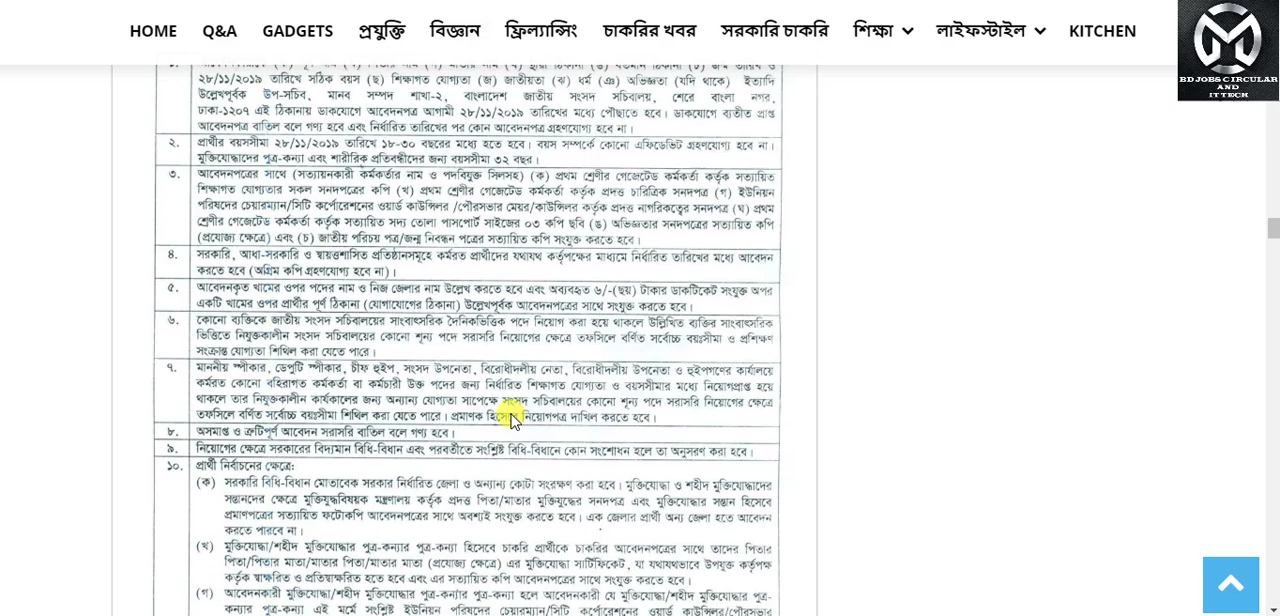 HOME Q&A GADGETS প্রযুক্তি বিজ্ঞান ফ্রিল্যান্সিং চাকরির খবর সরকারি চাকরি শিক্ষা লাইফস্টাইল KITCHEN
BD JOBS CIRCULAR
AND
IT TECH
২৮/১১/২০১৯ তারিখে সঠিক বয়স (ছ) শিক্ষাগত যোগ্যতা (জ) জাতীয়তা (ঝ) ধর্ম (ঞ) অভিজ্ঞতা (যদি থাকে) ইত্যাদি
উল্লেখপূর্বক উপ-সচিব, মানব সম্পদ শাখা-২, বাংলাদেশ জাতীয় সংসদ সচিবালয়, শেরে বাংলা নগর,
ঢাকা-১২০৭ এই ঠিকানায় ডাকযোগে আবেদনপত্র আগামী ২৮/১১/২০১৯ তারিখের মধ্যে পৌছাতে হবে। ডাকযোগে ব্যতীত প্রাপ্ত
আবেদনপত্র বাতিল বলে গণ্য হবে এবং নির্ধারিত তারিখের পর কোন আবেদনপত্র গ্রহণযোগ্য হবে না।
২. প্রার্থীর বয়সসীমা ২৮/১১/২০১৯ তারিখে ১৮-৩০ বছরের মধ্যে হতে হবে। বয়স সম্পর্কে কোনো এফিডেভিট গ্রহণযোগ্য হবে না।
মুক্তিযোদ্ধাদের পুত্র-কন্যা এবং শারীরিক প্রতিবন্ধীদের জন্য বয়সসীমা ৩২ বছর।
৩. আবেদনপত্রের সাথে (সত্যায়নকারী কর্মকর্তার নাম ও পদবিযুক্ত সিলসহ) (ক) প্রথম শ্রেণীর গেজেটেড কর্মকর্তা কর্তৃক সত্যায়িত
শিক্ষাগত যোগ্যতার সকল সনদপত্রের কপি (খ) প্রথম শ্রেণীর গেজেটেড কর্মকর্তা কর্তৃক প্রদত্ত চারিত্রিক সনদপত্র (গ) ইউনিয়ন
পরিষদের চেয়ারম্যান/সিটি কর্পোরেশনের ওয়ার্ড কাউন্সিলর /পৌরসভার মেয়র/কাউন্সিলর কর্তৃক প্রদত্ত নাগরিকত্বের সনদপত্র (ঘ) প্রথম
শ্রেণীর গেজেটেড কর্মকর্তা কর্তৃক সত্যায়িত সদ্য তোলা পাসপোর্ট সাইজের ০৩ কপি ছবি (ঙ) অভিজ্ঞতার সনদপত্রের সত্যায়িত কপি
(প্রযোজ্য ক্ষেত্রে) এবং (চ) জাতীয় পরিচয় পত্র/জন্ম নিবন্ধন পত্রের সত্যায়িত কপি সংযুক্ত করতে হবে।
৪. সরকারি, আধা-সরকারি ও স্বায়ত্তশাসিত প্রতিষ্ঠানসমূহে কর্মরত প্রার্থীদের যথাযথ কর্তৃপক্ষের মাধ্যমে নির্ধারিত তারিখের মধ্যে আবেদন
করতে হবে (অগ্রিম কপি গ্রহণযোগ্য হবে না)।
৫. আবেদনকৃত খামের ওপর পদের নাম ও নিজ জেলার নাম উল্লেখ করতে হবে এবং অব্যবহৃত ৬/-(ছয়) টাকার ডাকটিকেট সংযুক্ত অপর
একটি খামের ওপর প্রার্থীর পূর্ণ ঠিকানা (যোগাযোগের ঠিকানা) উল্লেখপূর্বক আবেদনপত্রের সাথে সংযুক্ত করতে হবে।
৬. কোনো ব্যক্তিকে জাতীয় সংসদ সচিবালয়ের সাংবাৎসরিক দৈনিকভিত্তিক পদে নিয়োগ করা হয়ে থাকলে উল্লিখিত ব্যক্তির সাংবাৎসরিক
ভিত্তিতে নিযুক্তকালীন সংসদ সচিবালয়ের কোনো শূন্য পদে সরাসরি নিয়োগের ক্ষেত্রে তফসিলে বর্ণিত সর্বোচ্চ বয়ঃসীমা ও প্রশিক্ষণ
সংক্রান্ত যোগ্যতা শিথিল করা যেতে পারে।
৭. মাননীয় স্পীকার, ডেপুটি স্পীকার, চীফ হুইপ, সংসদ উপনেতা, বিরোধীদলীয় নেতা, বিরোধীদলীয় উপনেতা ও হুইপগণের কার্যালয়ে
কর্মরত কোনো বহিরাগত কর্মকর্তা বা কর্মচারী উক্ত পদের জন্য নির্ধারিত শিক্ষাগত যোগ্যতা ও বয়সসীমার মধ্যে নিয়োগপ্রাপ্ত হয়ে
থাকলে তার নিযুক্তকালীন কার্যকালের জন্য অন্যান্য যোগ্যতা সাপেক্ষে সংসদ সচিবালয়ের কোনো শূন্য পদে সরাসরি নিয়োগের ক্ষেত্রে
তফসিলে বর্ণিত সর্বোচ্চ বয়ঃসীমা শিথিল করা যেতে পারে। প্রমাণক হিসেবে নিয়োগপত্র দাখিল করতে হবে।
৮. অসমাপ্ত ও ত্রুটিপূর্ণ আবেদন সরাসরি বাতিল বলে গণ্য হবে।
৯. নিয়োগের ক্ষেত্রে সরকারের বিদ্যমান বিধি-বিধান এবং পরবর্তীতে সংশ্লিষ্ট বিধি-বিধানে কোন সংশোধন হলে তা অনুসরণ করা হবে।
১০. প্রার্থী নির্বাচনের ক্ষেত্রে:
(ক) সরকারি বিধি-বিধান মোতাবেক সরকার নির্ধারিত জেলা ও অন্যান্য কোটা সংরক্ষণ করা হবে। মুক্তিযোদ্ধা ও শহীদ মুক্তিযোদ্ধাদের
সন্তানদের ক্ষেত্রে মুক্তিযুদ্ধবিষয়ক মন্ত্রণালয় কর্তৃক প্রদত্ত পিতা/মাতার মুক্তিযুদ্ধের সনদপত্র এবং মুক্তিযোদ্ধার সন্তান হিসেবে
প্রমাণপত্রের সত্যায়িত ফটোকপি আবেদনপত্রের সাথে অবশ্যই সংযুক্ত করতে হবে। এক জেলার প্রার্থী অন্য জেলা হতে আবেদন
করতে পারবে না।
(খ) মুক্তিযোদ্ধা/শহীদ মুক্তিযোদ্ধার পুত্র-কন্যার পুত্র-কন্যা হিসেবে চাকরি প্রার্থীকে চাকরির আবেদনপত্রের সাথে তাদের পিতার
পিতা/পিতার মাতা/মাতার পিতা/মাতার মাতা (প্রযোজ্য ক্ষেত্রে) এর মুক্তিযোদ্ধা সার্টিফিকেট, যা যথাযথভাবে উপযুক্ত কর্তৃপক্ষ
কর্তৃক স্বাক্ষরিত ও প্রতিস্বাক্ষরিত হতে হবে এবং এর সত্যায়িত কপি আবেদনপত্রের সাথে সংযুক্ত করতে হবে।
(গ) আবেদনকারী মুক্তিযোদ্ধা/শহীদ মুক্তিযোদ্ধার পুত্র-কন্যার পুত্র-কন্যা হলে আবেদনকারী যে মুক্তিযোদ্ধা/শহীদ মুক্তিযোদ্ধার পুত্র-
কন্যার পুত্র-কন্যা এই মর্মে সংশ্লিষ্ট ইউনিয়ন পরিষদের চেয়ারম্যান/সিটি কর্পোরেশনের ওয়ার্ড কাউন্সিলর/পৌরসভার